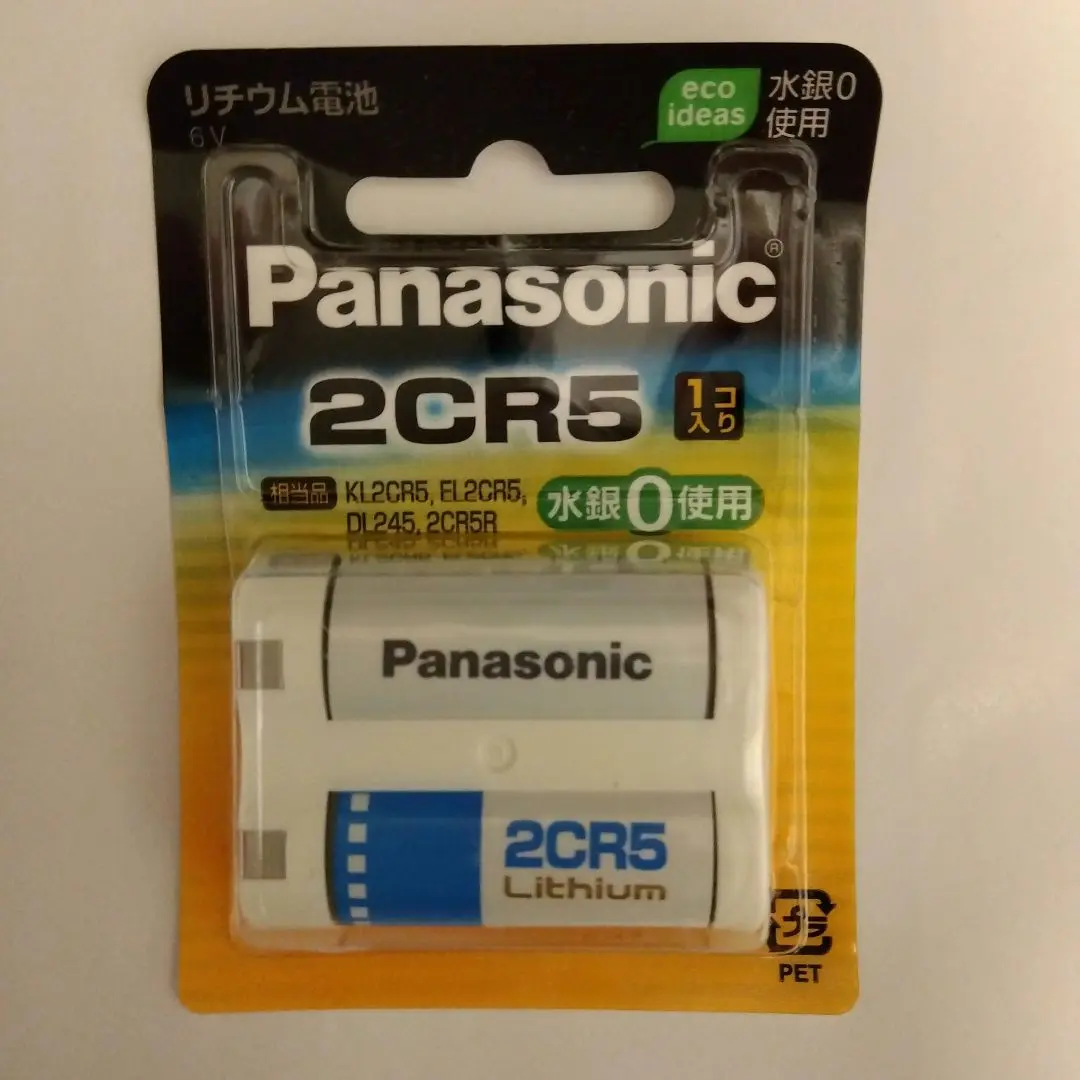 リチウム電池
6V
eco
ideas
水銀0
使用
Panasonic®
2CR5
1コ
入り
相当品 KL2CR5, EL2CR5,
DL245, 2CR5R
水銀0使用
Panasonic
2CR5
Lithium
プラ
PET